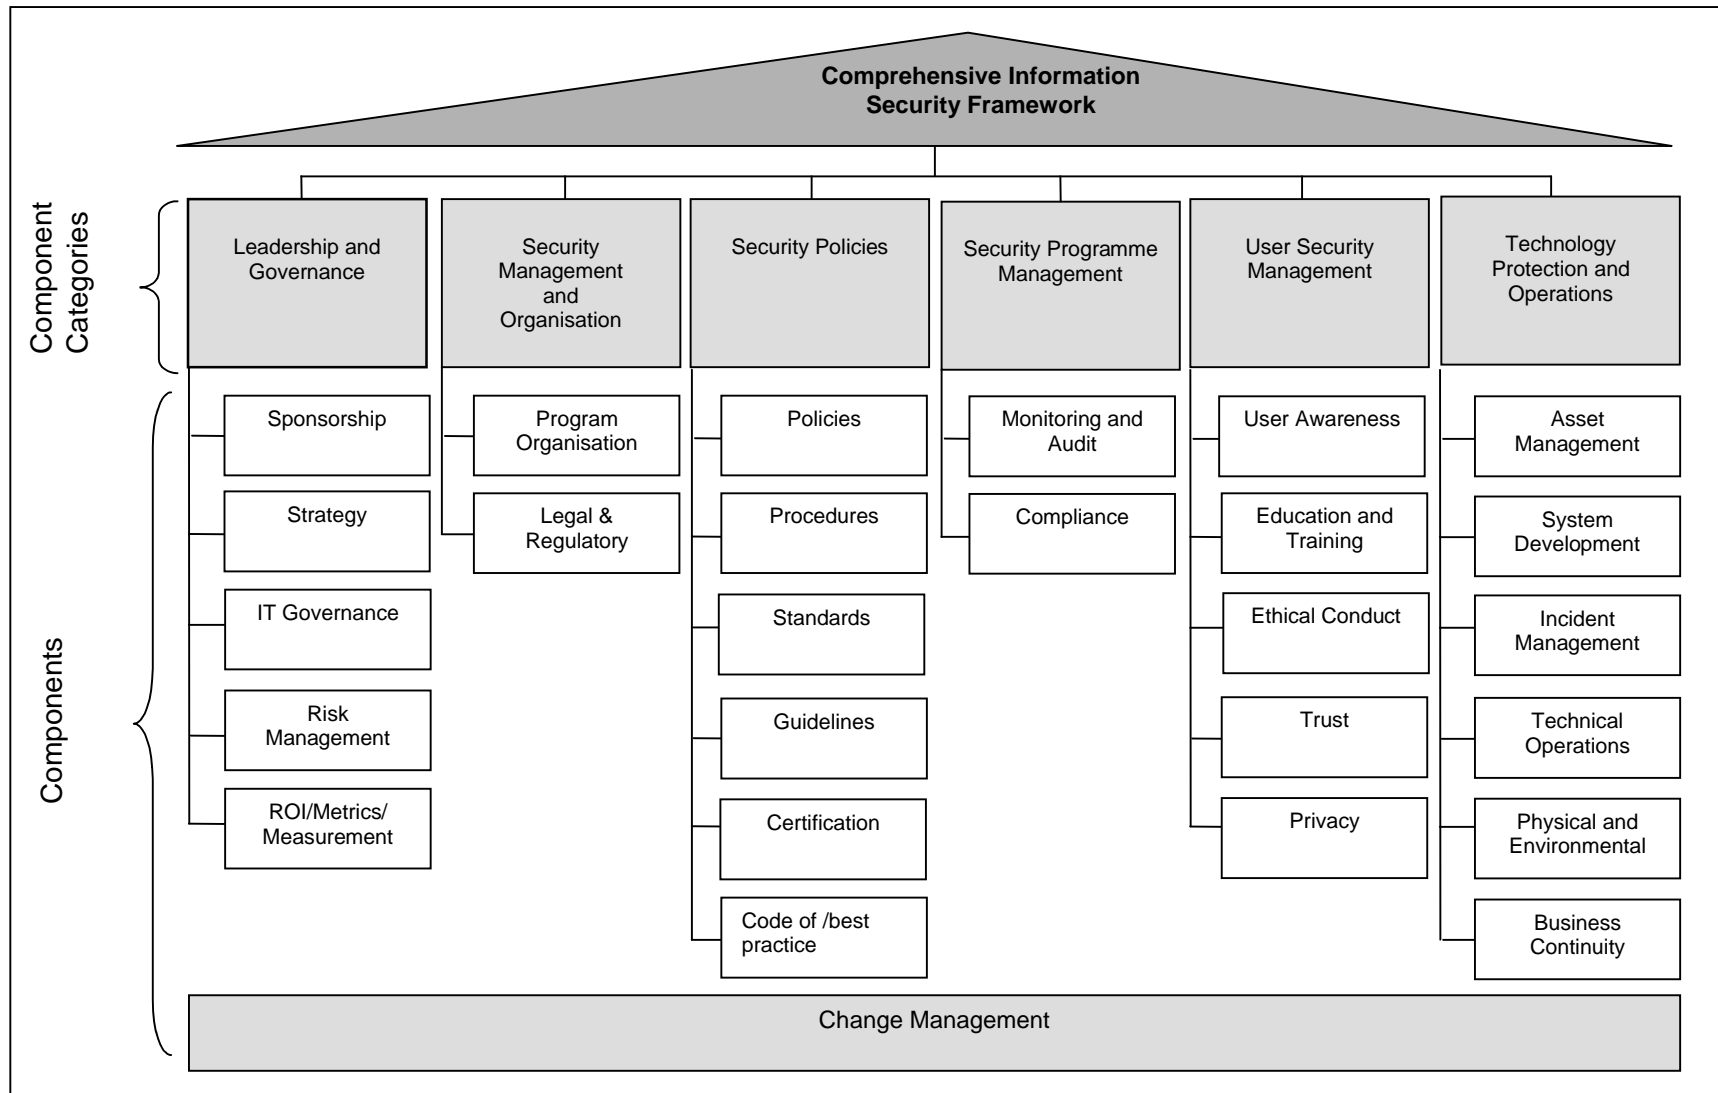 Comprehensive Information
Security Framework
Component
Categories
Leadership and
Governance
Security
Management
and
Organisation
Security Policies
Security Programme
Management
User Security
Management
Technology
Protection and
Operations
Components
Sponsorship
Strategy
IT Governance
Risk
Management
ROI/Metrics/
Measurement
Program
Organisation
Legal &
Regulatory
Policies
Procedures
Standards
Guidelines
Certification
Code of /best
practice
Monitoring and
Audit
Compliance
User Awareness
Education and
Training
Ethical Conduct
Trust
Privacy
Asset
Management
System
Development
Incident
Management
Technical
Operations
Physical and
Environmental
Business
Continuity
Change Management